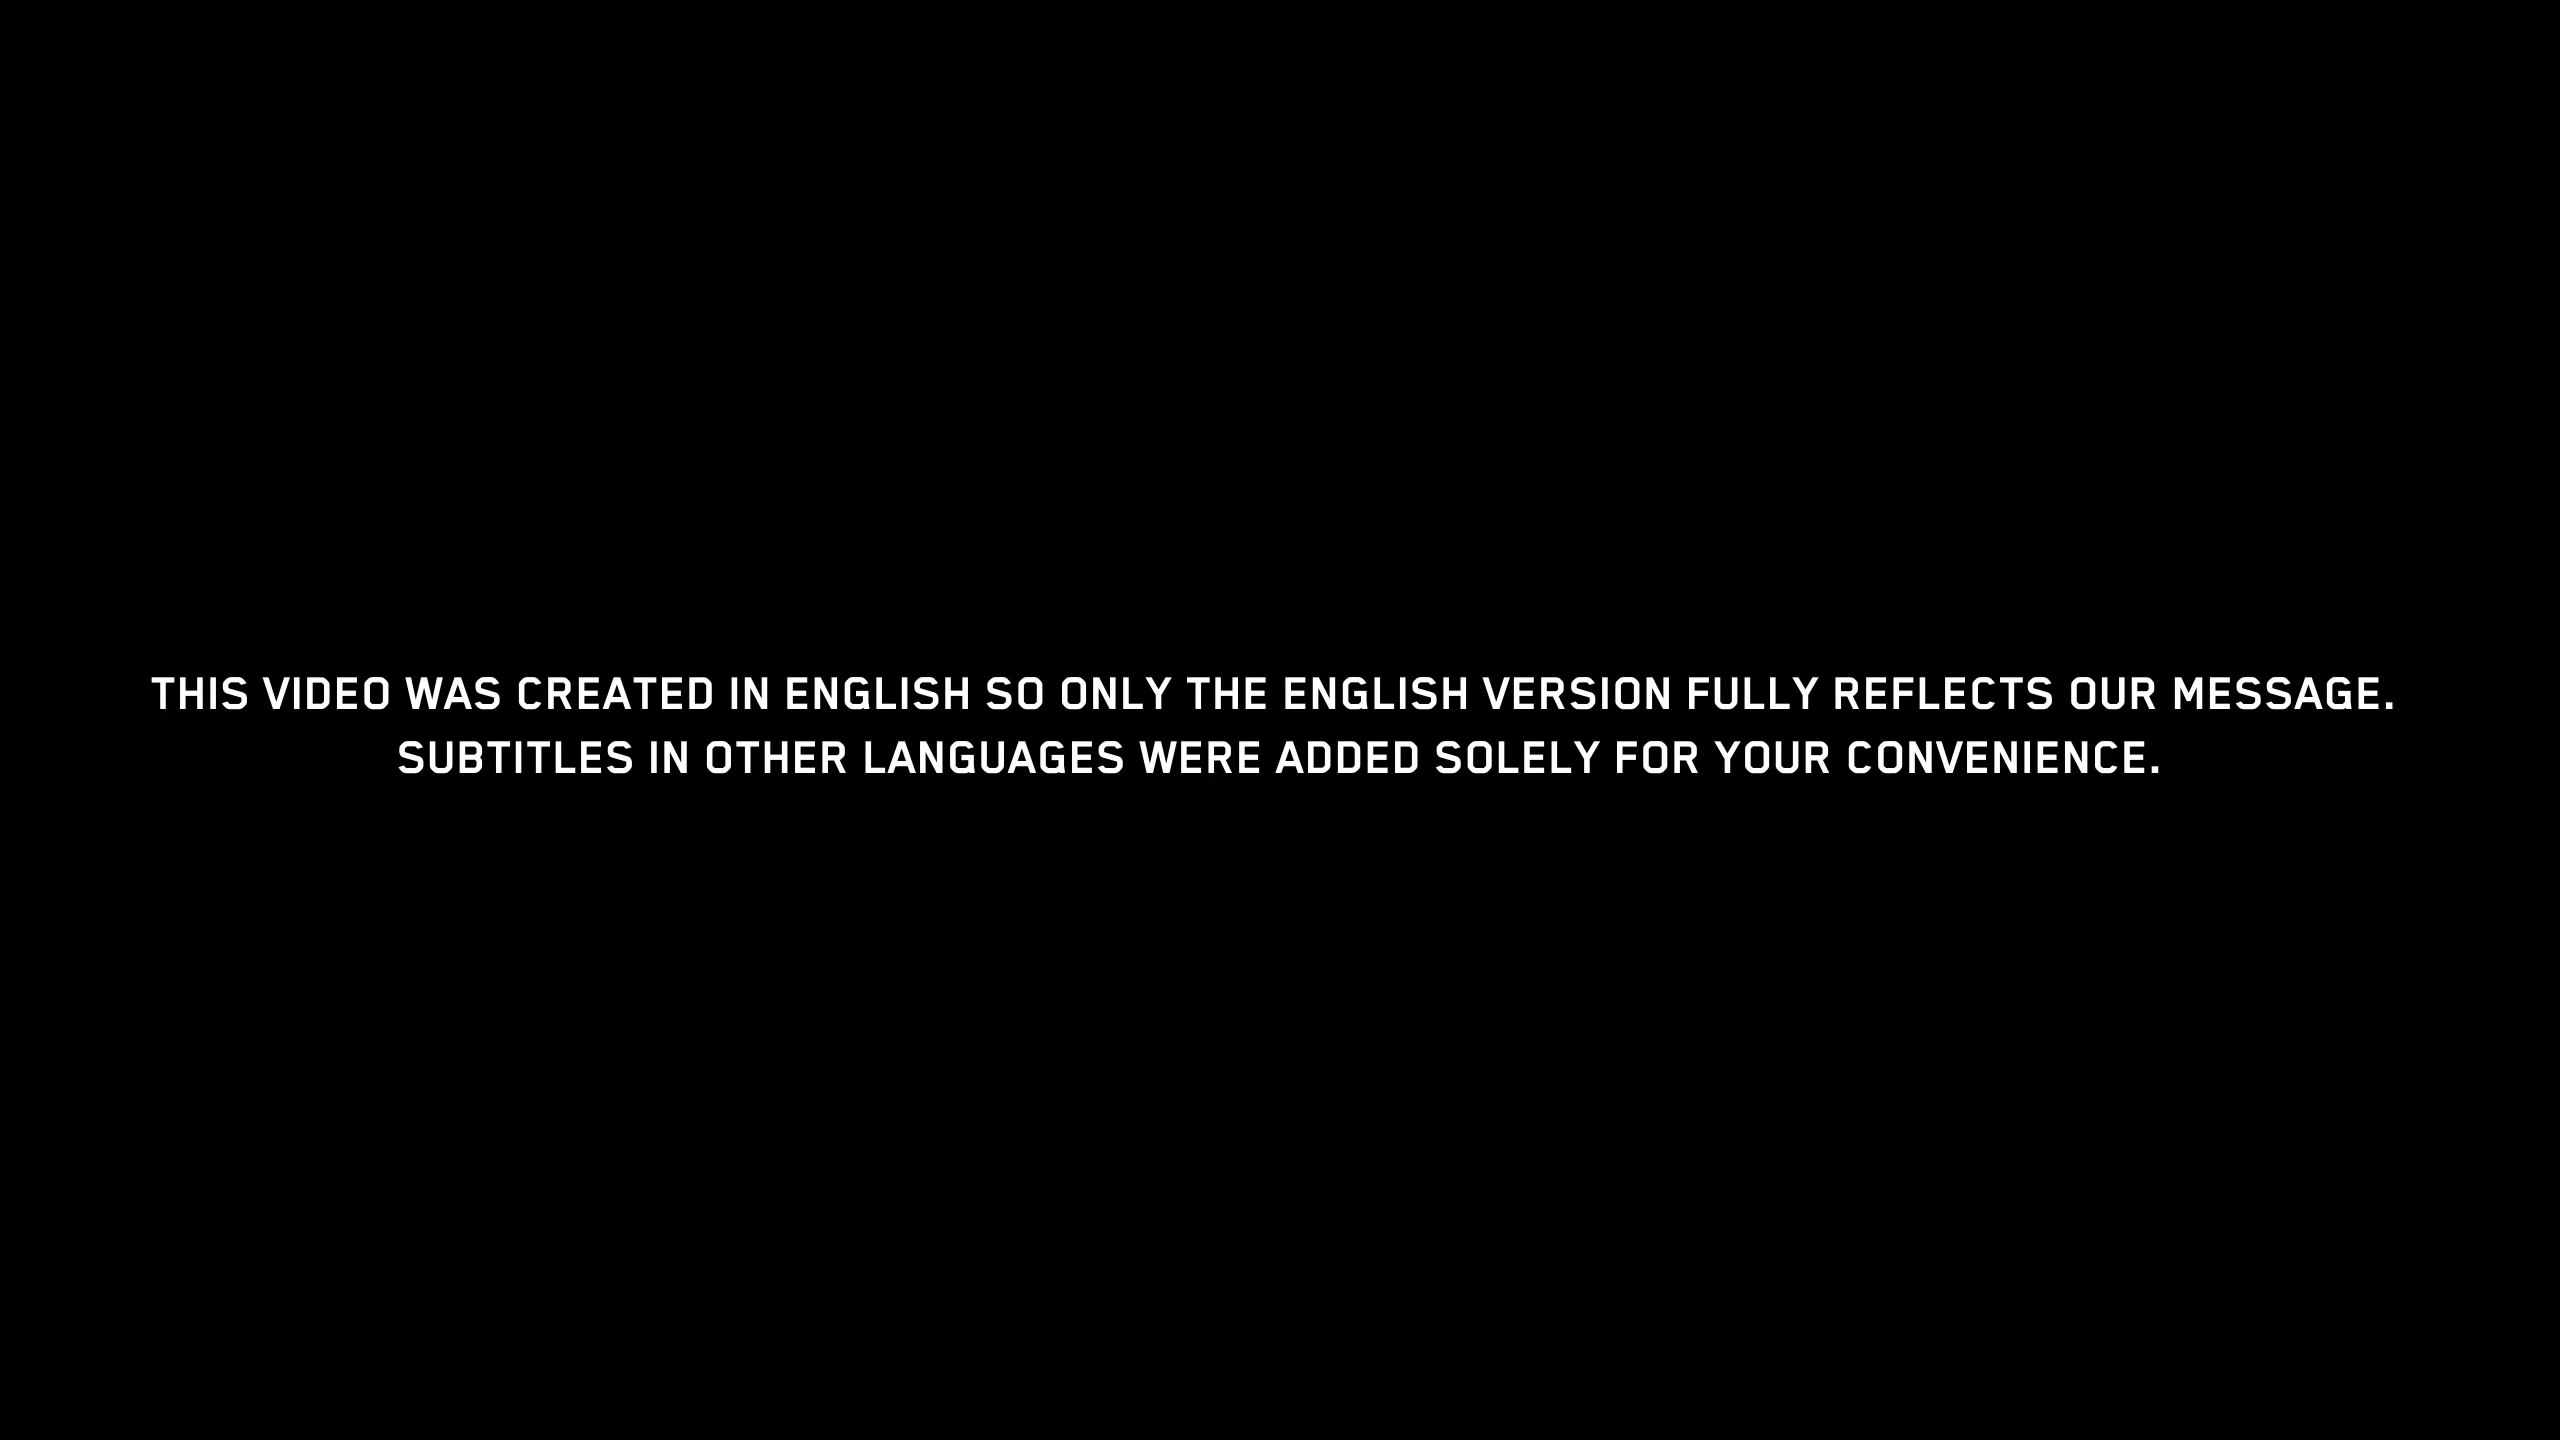 THIS VIDEO WAS CREATED IN ENGLISH SO ONLY THE ENGLISH VERSION FULLY REFLECTS OUR MESSAGE.
SUBTITLES IN OTHER LANGUAGES WERE ADDED SOLELY FOR YOUR CONVENIENCE.